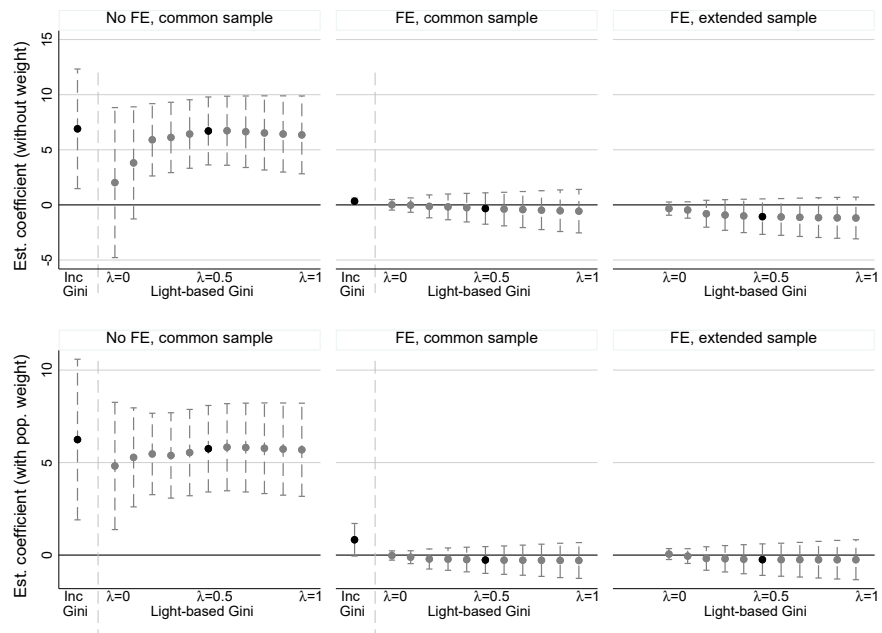 No FE, common sample
FE, common sample
FE, extended sample
Est. coefficient (without weight)
15
10
5
0
-5
Inc Gini
λ=0
λ=0.5
λ=1
Light-based Gini
Inc Gini
λ=0
λ=0.5
λ=1
Light-based Gini
λ=0
λ=0.5
λ=1
Light-based Gini
No FE, common sample
FE, common sample
FE, extended sample
Est. coefficient (with pop. weight)
10
5
0
Inc Gini
λ=0
λ=0.5
λ=1
Light-based Gini
Inc Gini
λ=0
λ=0.5
λ=1
Light-based Gini
λ=0
λ=0.5
λ=1
Light-based Gini